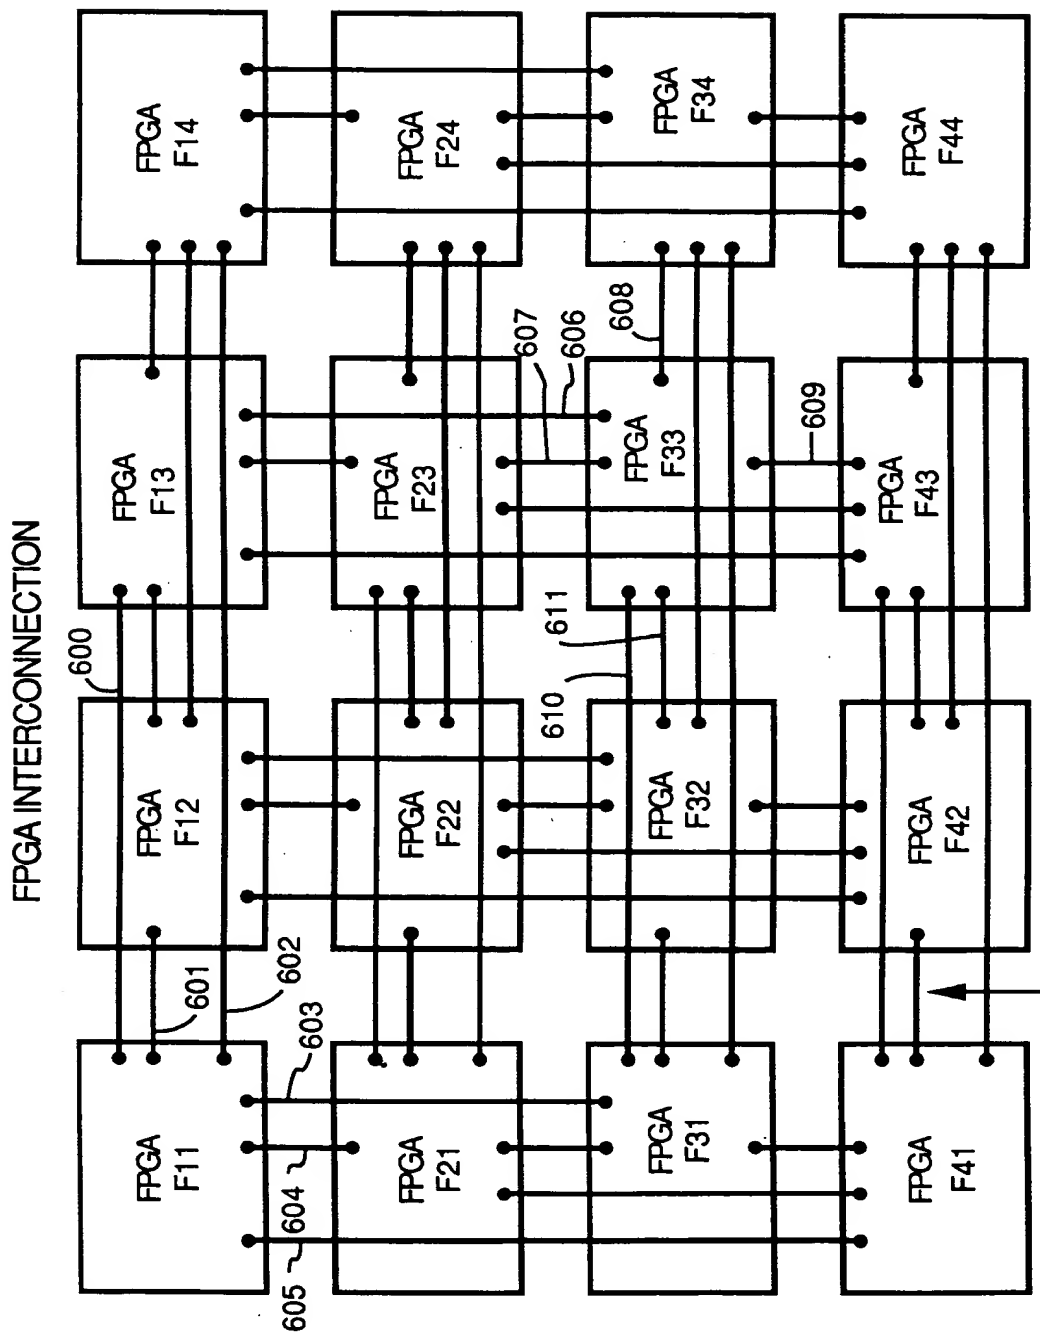 FPGA INTERCONNECTION
600
FPGA
F11
FPGA
F12
FPGA
F13
FPGA
F14
601
602
605
604
603
FPGA
F21
FPGA
F22
FPGA
F23
FPGA
F24
607
606
610
611
608
FPGA
F31
FPGA
F32
FPGA
F33
FPGA
F34
609
FPGA
F41
FPGA
F42
FPGA
F43
FPGA
F44